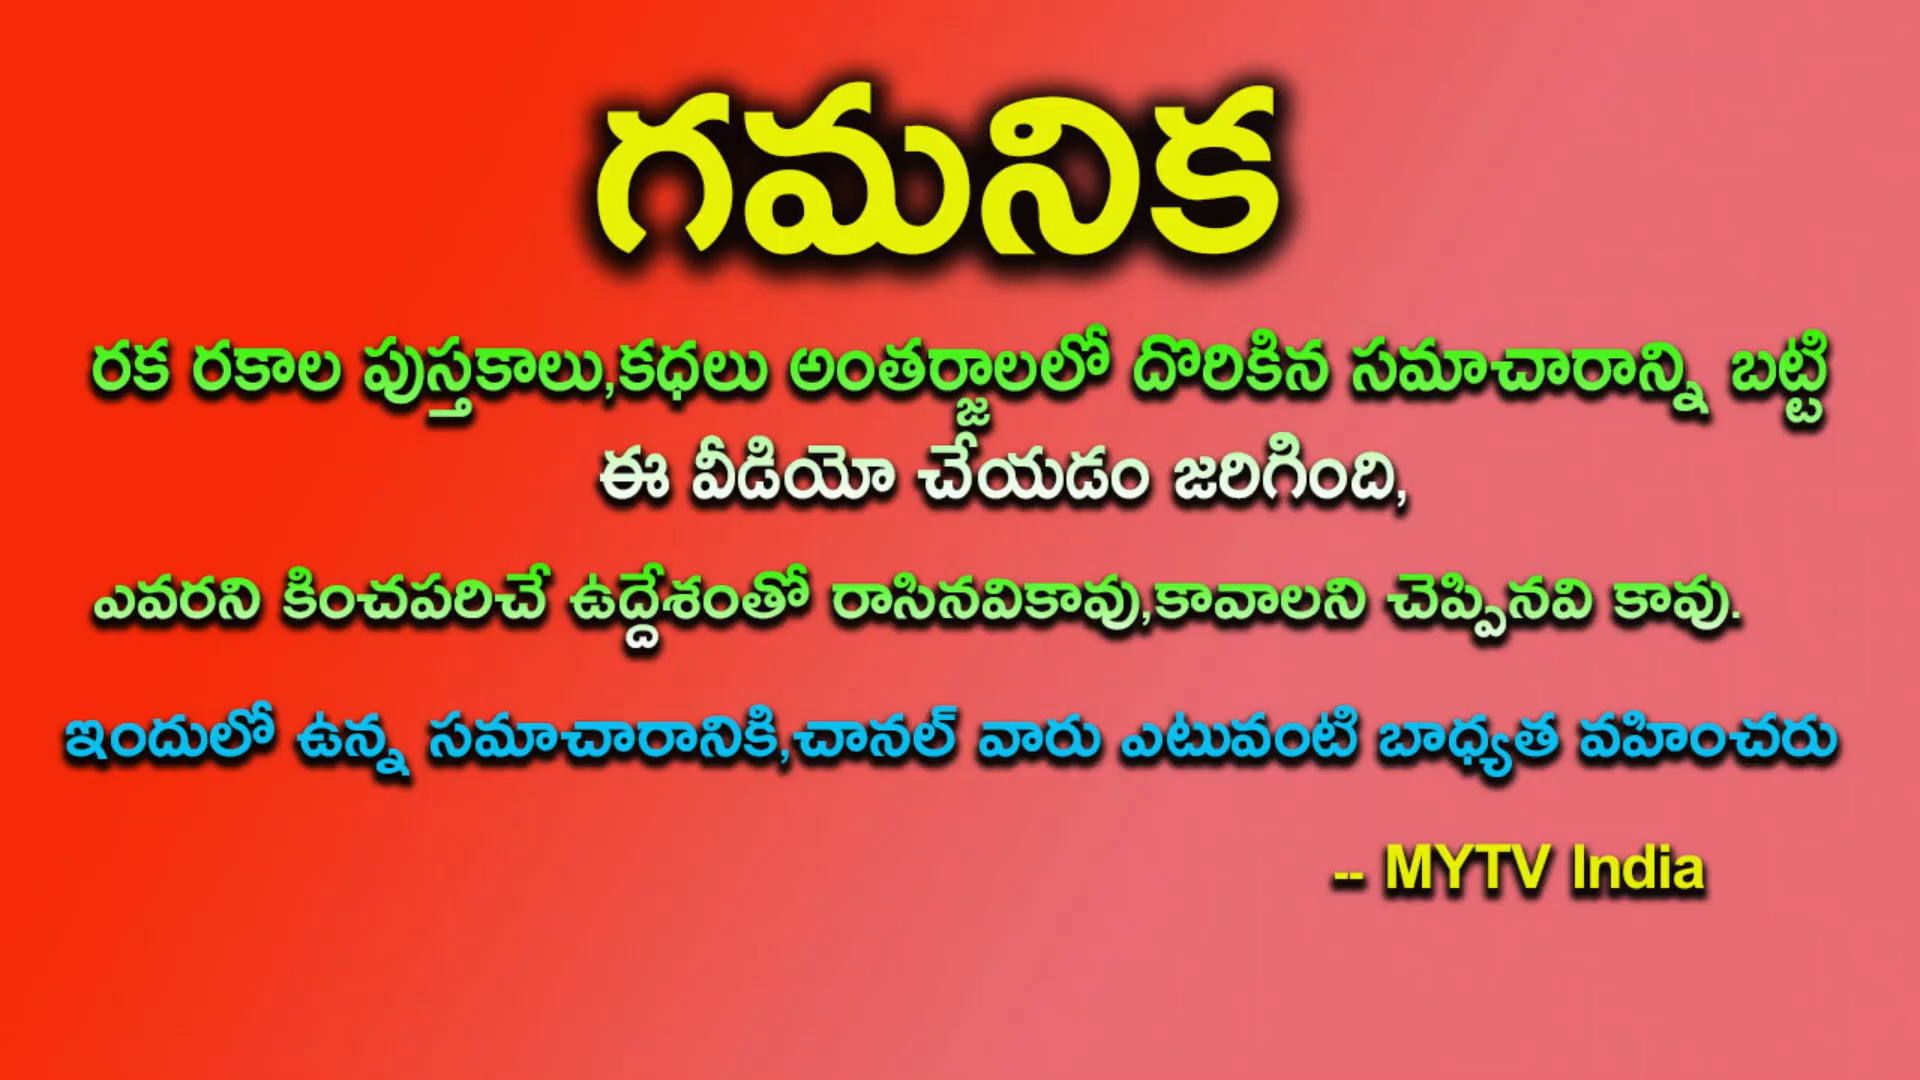 గమనిక
రక రకాల పుస్తకాలు,కధలు అంతర్జాలలో దొరికిన సమాచారాన్ని బట్టి
ఈ వీడియో చేయడం జరిగింది,
ఎవరని కించపరిచే ఉద్దేశంతో రాసినవికావు,కావాలని చెప్పినవి కావు.
ఇందులో ఉన్న సమాచారానికి,చానల్ వారు ఎటువంటి బాధ్యత వహించరు
-- MYTV India